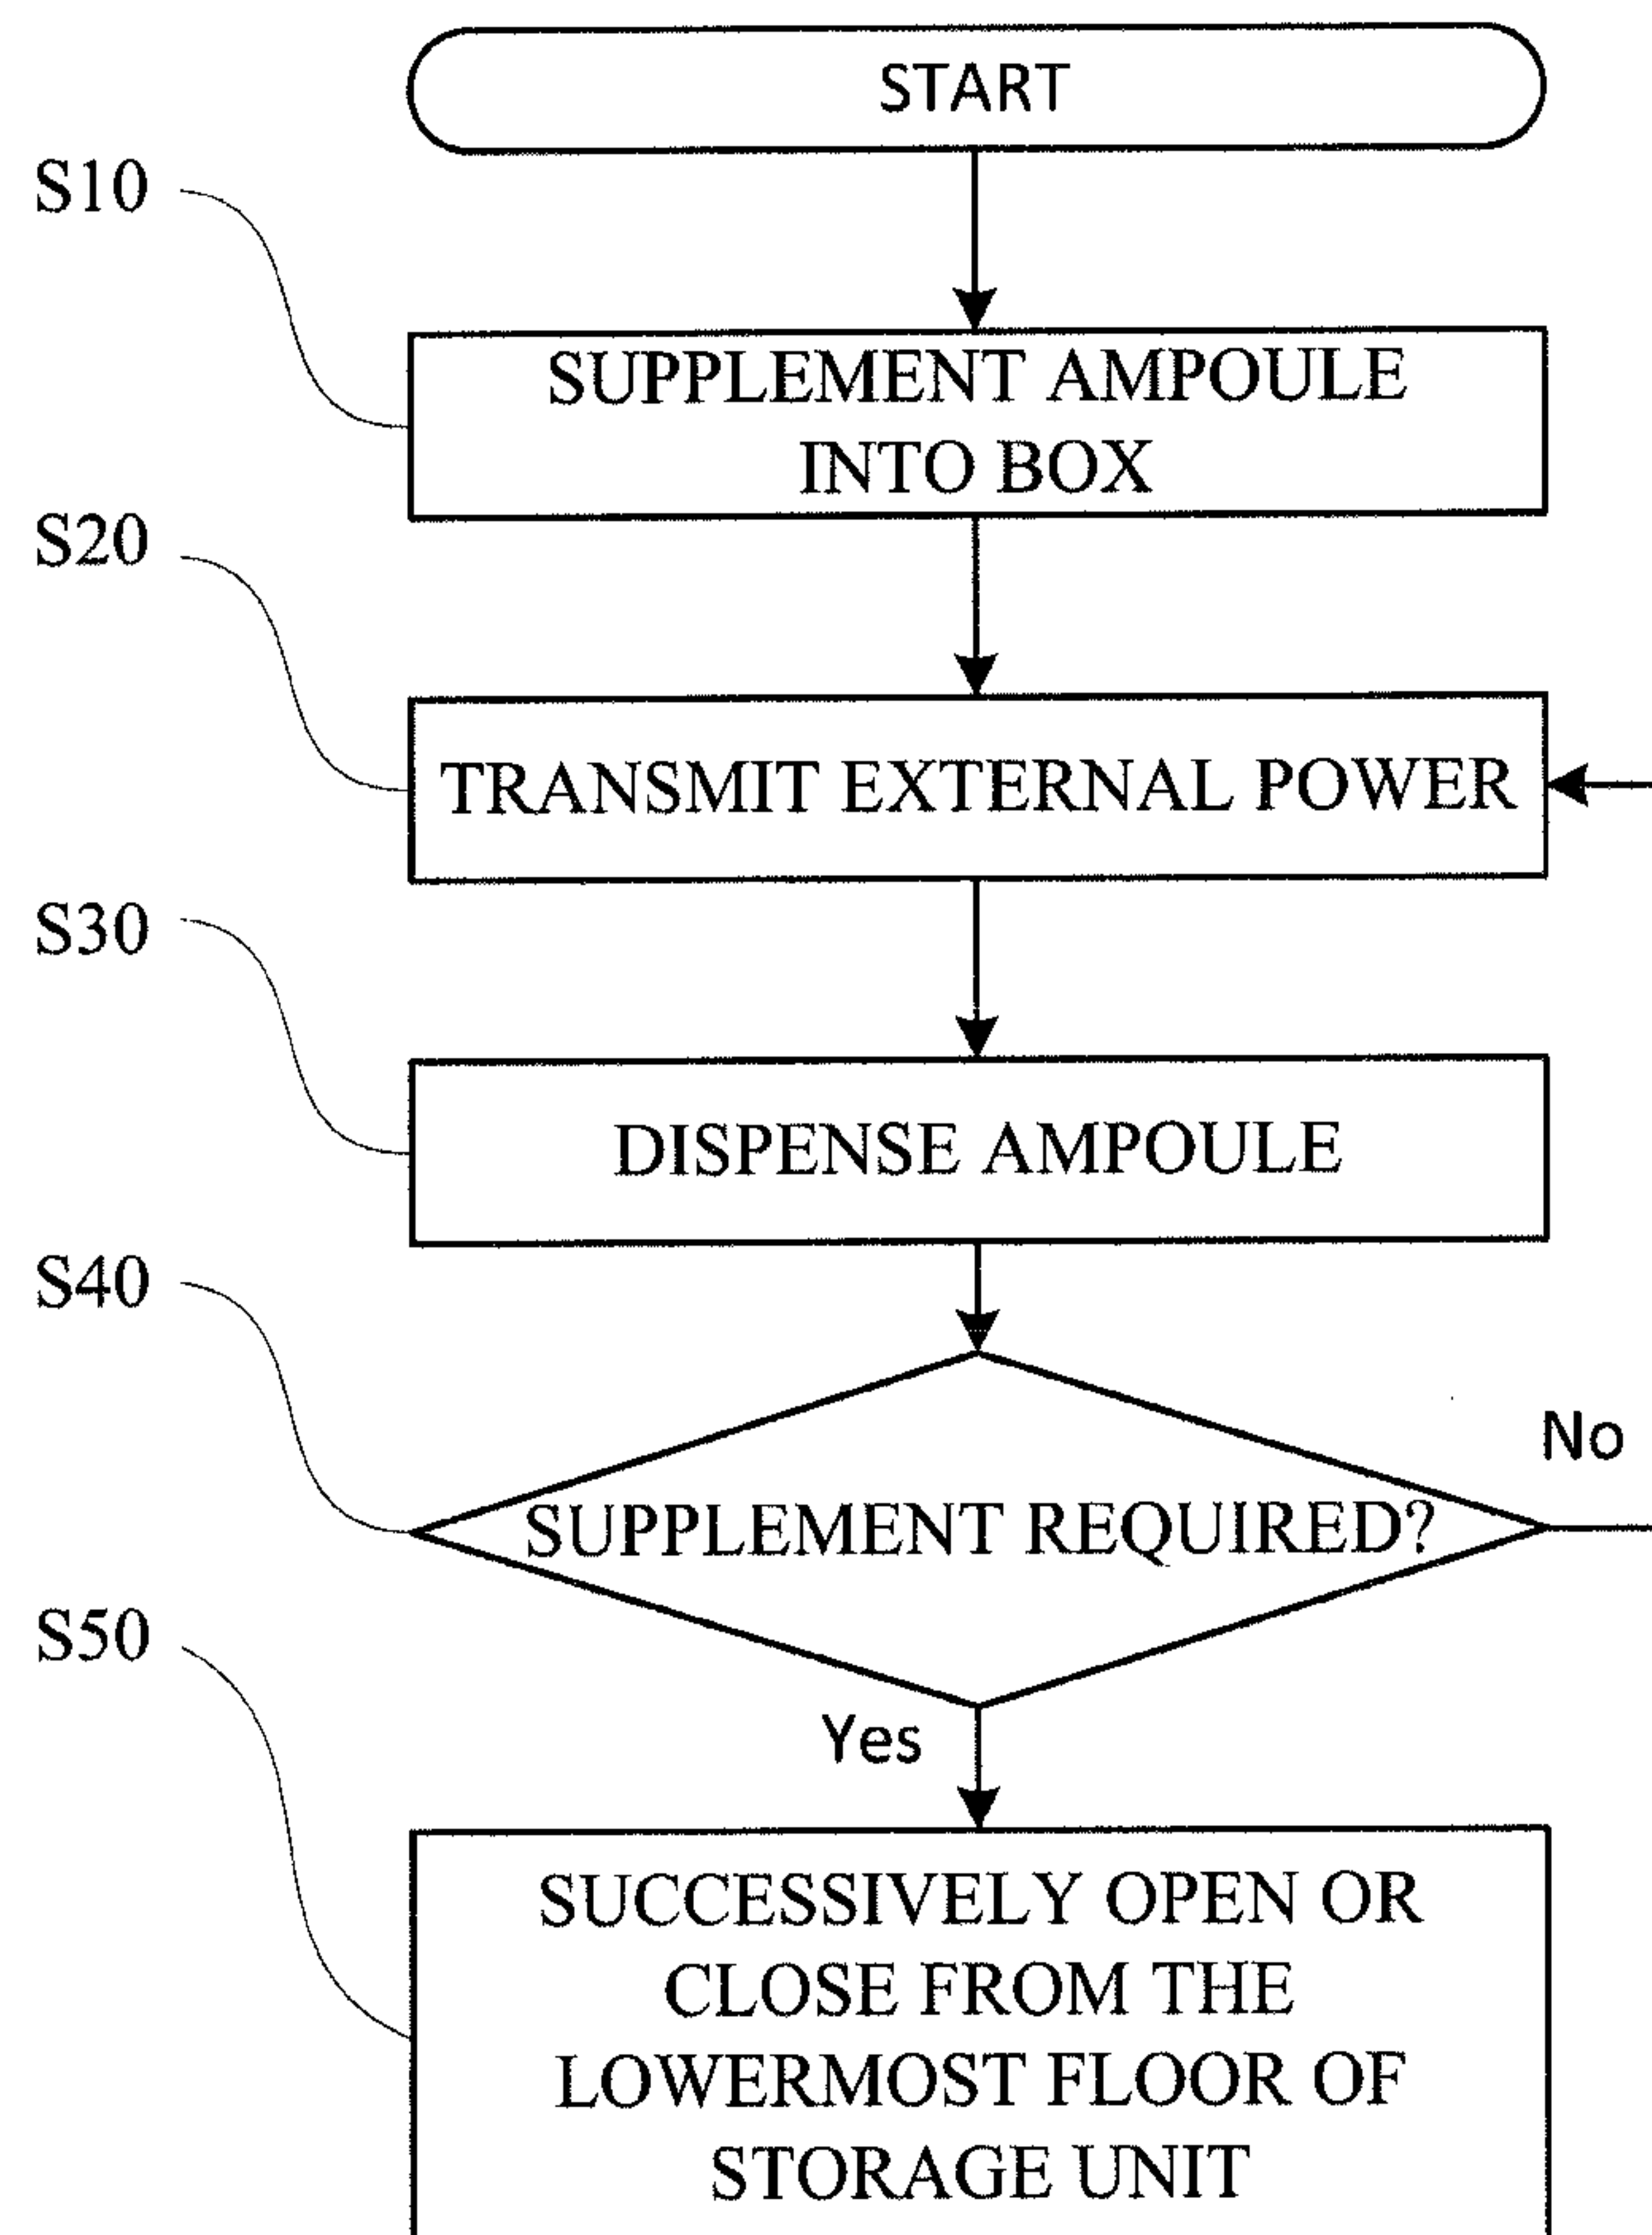 START
S10
SUPPLEMENT AMPOULE
INTO BOX
S20
TRANSMIT EXTERNAL POWER
S30
DISPENSE AMPOULE
S40
No
SUPPLEMENT REQUIRED?
S50
Yes
SUCCESSIVELY OPEN OR
CLOSE FROM THE
LOWERMOST FLOOR OF
STORAGE UNIT